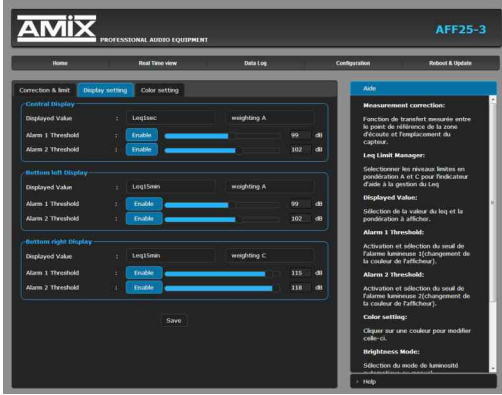 AMIX
PROFESSIONAL AUDIO EQUIPMENT
AFF25-3
Home
Real Time view
Data Log
Configuration
Reboot & Update
Correction & limit
Display setting
Color setting
Central Display
Displayed Value : Leq1sec weighting A
Alarm 1 Threshold : Enable 99 dB
Alarm 2 Threshold : Enable 102 dB
Bottom left Display
Displayed Value : Leq15min weighting A
Alarm 1 Threshold : Enable 99 dB
Alarm 2 Threshold : Enable 102 dB
Bottom right Display
Displayed Value : Leq15min weighting C
Alarm 1 Threshold : Enable 115 dB
Alarm 2 Threshold : Enable 118 dB
Save
Aide
Measurement correction:
Fonction de transfert mesurée entre
le point de référence de la zone
d'écoute et l'emplacement du
capteur.
Leq Limit Manager:
Selectionner les niveaux limites en
pondération A et C pour l'indicateur
d'aide à la gestion du Leq
Displayed Value:
Sélection de la valeur du leq et la
pondération à afficher.
Alarm 1 Threshold:
Activation et sélection du seuil de
l'alarme lumineuse 1(changement de
la couleur de l'afficheur).
Alarm 2 Threshold:
Activation et sélection du seuil de
l'alarme lumineuse 2(changement de
la couleur de l'afficheur).
Color setting:
Cliquer sur une couleur pour modifier
celle-ci.
Brightness Mode:
Sélection du mode de luminosité
Help